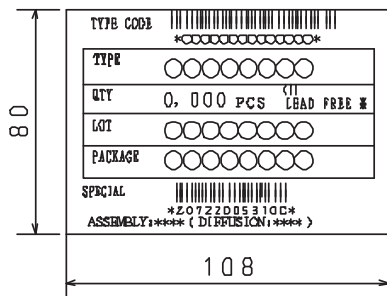 TYPE CODE
*OOOOOOOOOOOO*
TYPE OOOOOOOO
QTY 0, 000 PCS LEAD FREE *
LOT OOOOOOOO
PACKAGE OOOOOOOO
SPECIAL
ASSEMBLY:**** ( DIFFUSION:**** )
80
108